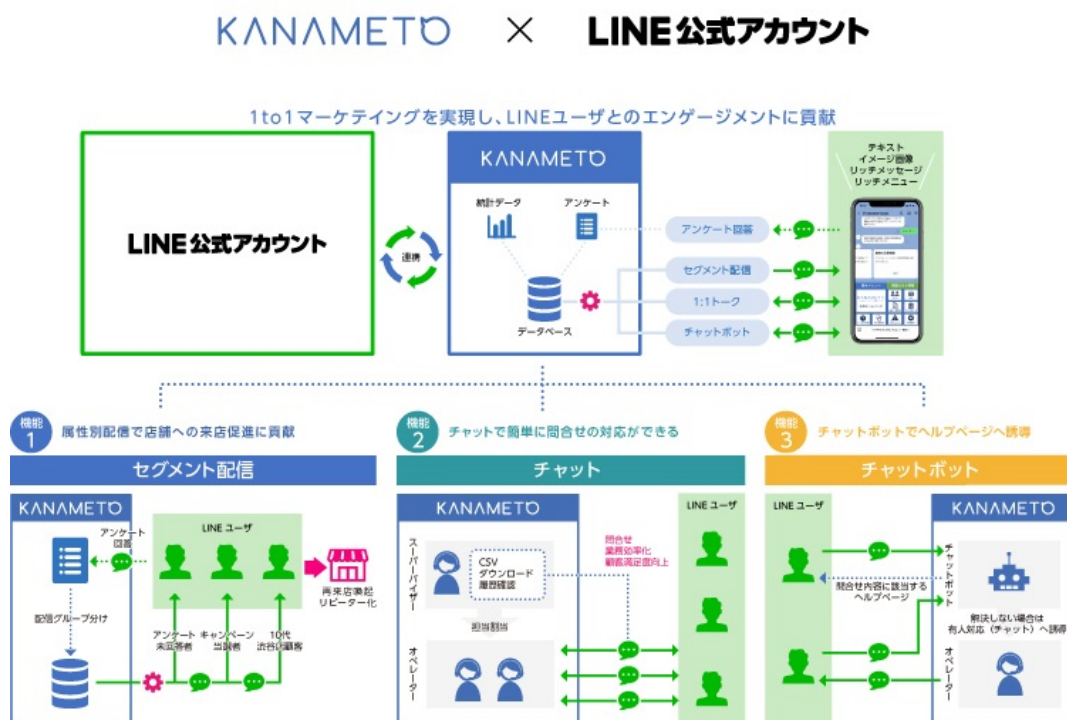 KANAMETO × LINE公式アカウント
1to1マーケテイングを実現し、LINEユーザとのエンゲージメントに貢献
LINE公式アカウント
連携
KANAMETO
統計データ
アンケート
データベース
アンケート回答
セグメント配信
1:1トーク
チャットボット
テキスト
イメージ画像
リッチメッセージ
リッチメニュー
機能
1
属性別配信で店舗への来店促進に貢献
セグメント配信
KANAMETO
アンケート
回答
LINE ユーザ
配信グループ分け
再来店喚起
リピーター化
アンケート
未回答者
キャンペーン
当選者
10代
渋谷店顧客
機能
2
チャットで簡単に問合せの対応ができる
チャット
KANAMETO
LINE ユーザ
スーパーバイザー
CSV
ダウンロード
履歴確認
問合せ
業務効率化
顧客満足度向上
担当割当
オペレーター
機能
3
チャットボットでヘルプページへ誘導
チャットボット
LINE ユーザ
KANAMETO
チャットボット
問合せ内容に該当する
ヘルプページ
解決しない場合は
有人対応（チャット）へ誘導
オペレーター